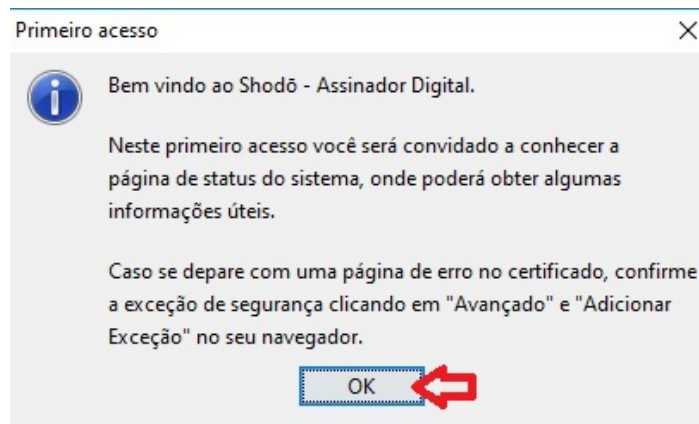 Primeiro acesso
Bem vindo ao Shodō - Assinador Digital.
Neste primeiro acesso você será convidado a conhecer a
página de status do sistema, onde poderá obter algumas
informações úteis.
Caso se depare com uma página de erro no certificado, confirme
a exceção de segurança clicando em "Avançado" e "Adicionar
Exceção" no seu navegador.
OK